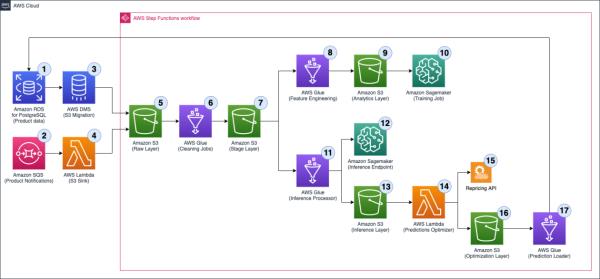 AWS Cloud
AWS Step Functions workflow
1
Amazon RDS
for PostgreSQL
(Product data)
3
AWS DMS
(S3 Migration)
2
Amazon SQS
(Product Notifications)
4
AWS Lambda
(S3 Sink)
5
Amazon S3
(Raw Layer)
6
AWS Glue
(Cleaning Jobs)
7
Amazon S3
(Stage Layer)
8
AWS Glue
(Feature Engineering)
9
Amazon S3
(Analytics Layer)
10
Amazon Sagemaker
(Training Job)
11
AWS Glue
(Inference Processor)
12
Amazon Sagemaker
(Inference Endpoint)
13
Amazon S3
(Inference Layer)
14
AWS Lambda
(Predictions Optimizer)
15
Repricing API
16
Amazon S3
(Optimization Layer)
17
AWS Glue
(Prediction Loader)